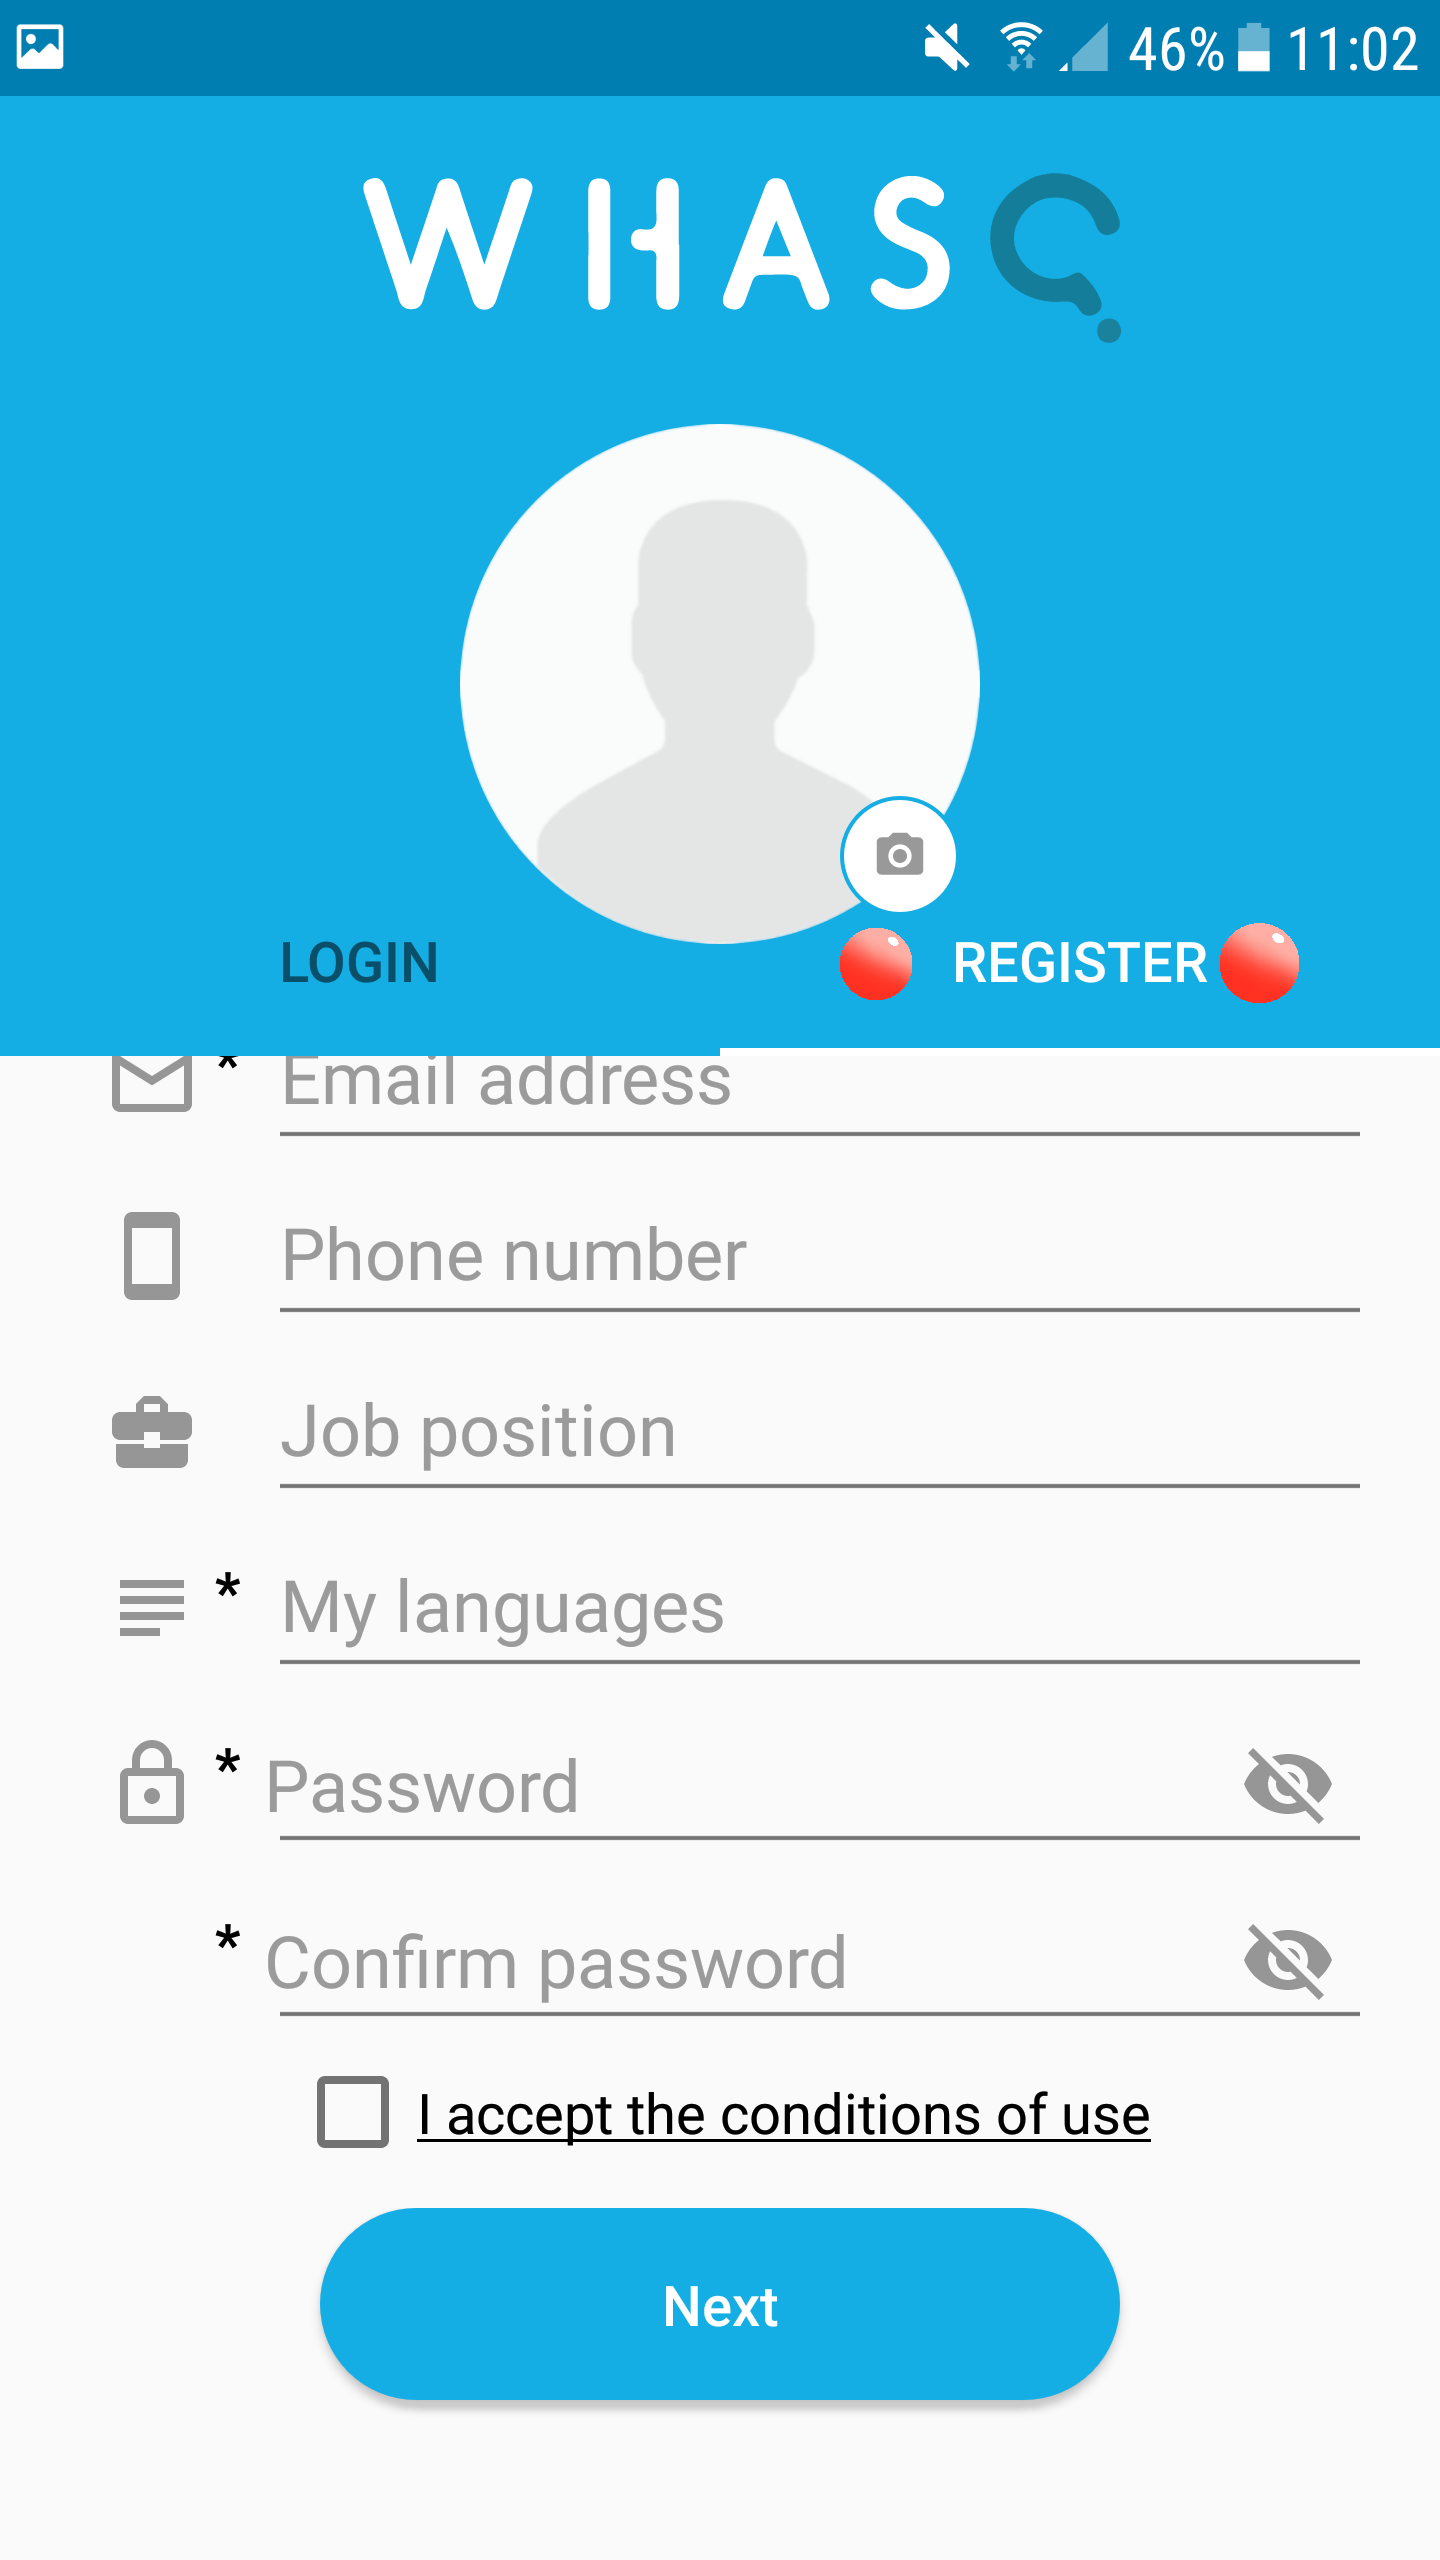 46% 11:02
WHASQ
LOGIN REGISTER
* Email address
Phone number
Job position
* My languages
* Password
* Confirm password
I accept the conditions of use
Next